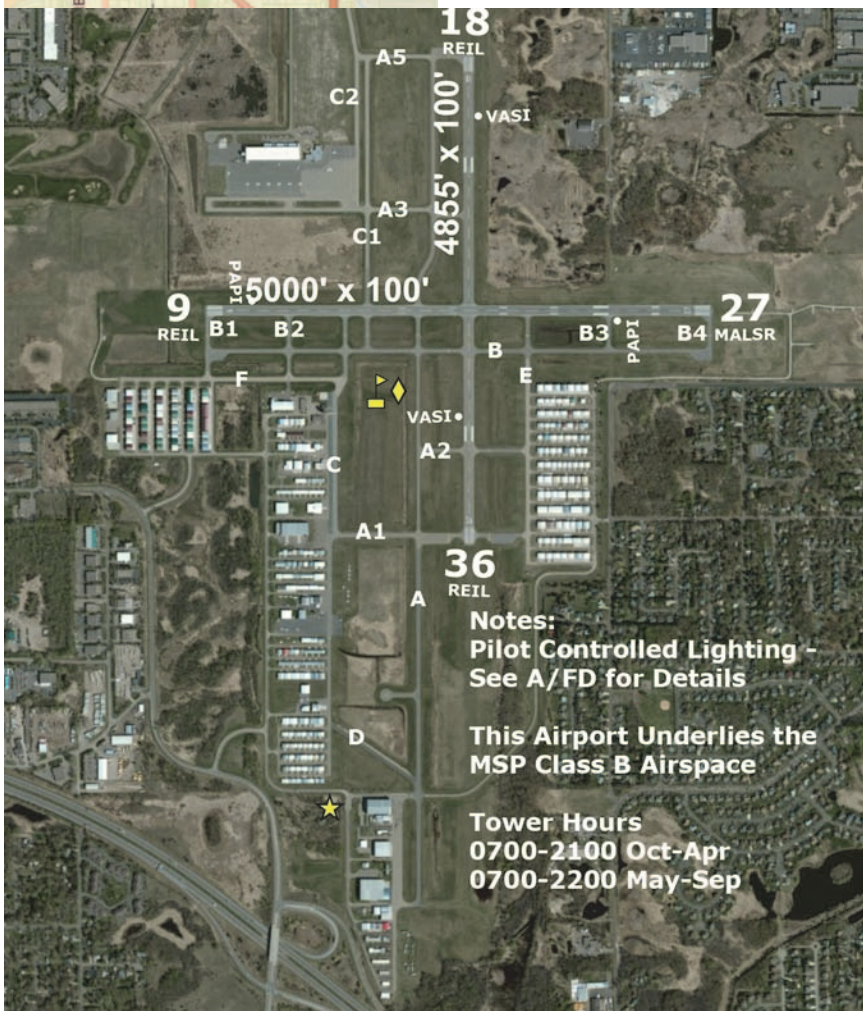 18
REIL
A5
C2
VASI
4855' x 100'
A3
C1
PAPI
5000' x 100'
9
REIL
27
MALSR
B1
B2
B3
PAPI
B4
B
F
E
VASI
A2
C
A1
36
REIL
A
Notes:
Pilot Controlled Lighting -
See A/FD for Details
D
This Airport Underlies the
MSP Class B Airspace
Tower Hours
0700-2100 Oct-Apr
0700-2200 May-Sep